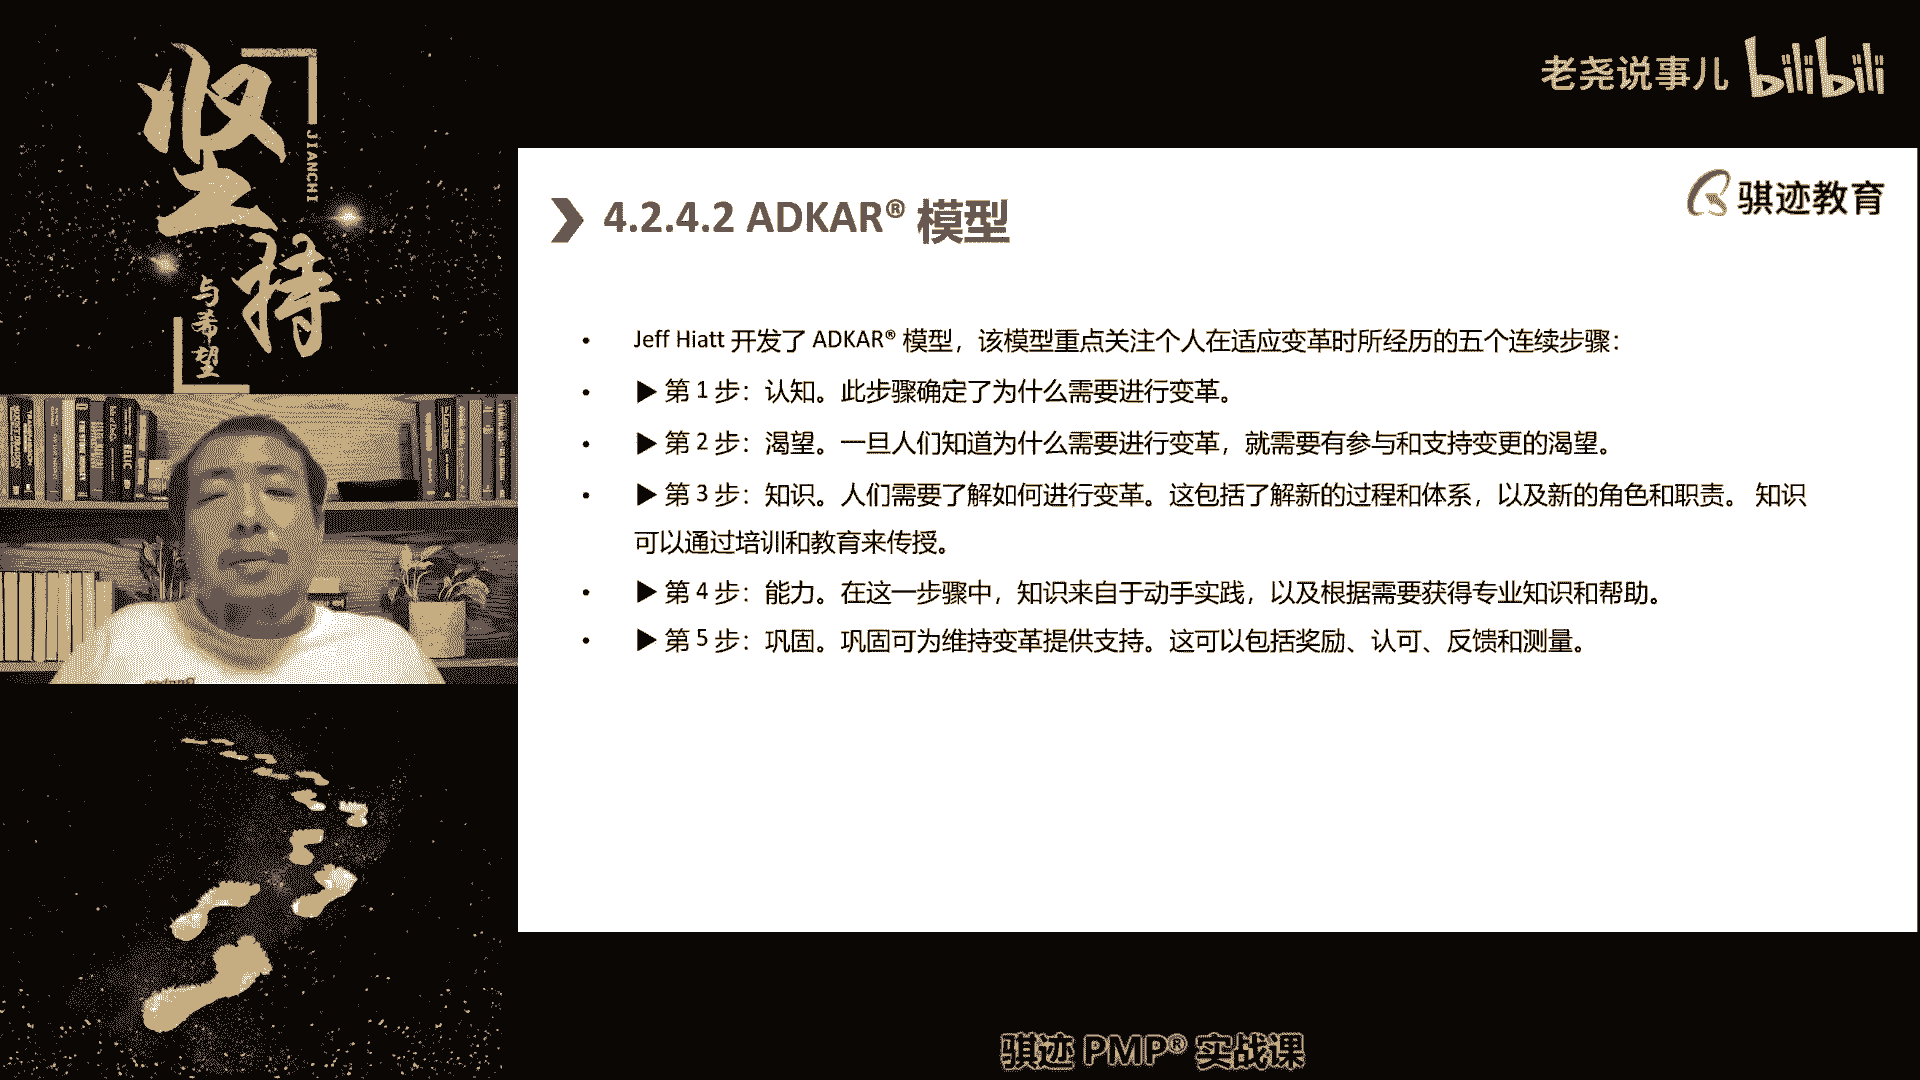 坚持
JIANCHI
与希望
老尧说事儿 bilibili
骐迹教育
4.2.4.2 ADKAR® 模型
• Jeff Hiatt 开发了 ADKAR® 模型，该模型重点关注个人在适应变革时所经历的五个连续步骤：
• ▶ 第 1 步：认知。此步骤确定了为什么需要进行变革。
• ▶ 第 2 步：渴望。一旦人们知道为什么需要进行变革，就需要有参与和支持变更的渴望。
• ▶ 第 3 步：知识。人们需要了解如何进行变革。这包括了解新的过程和体系，以及新的角色和职责。 知识
可以通过培训和教育来传授。
• ▶ 第 4 步：能力。在这一步骤中，知识来自于动手实践，以及根据需要获得专业知识和帮助。
• ▶ 第 5 步：巩固。巩固可为维持变革提供支持。这可以包括奖励、认可、反馈和测量。
骐迹 PMP® 实战课